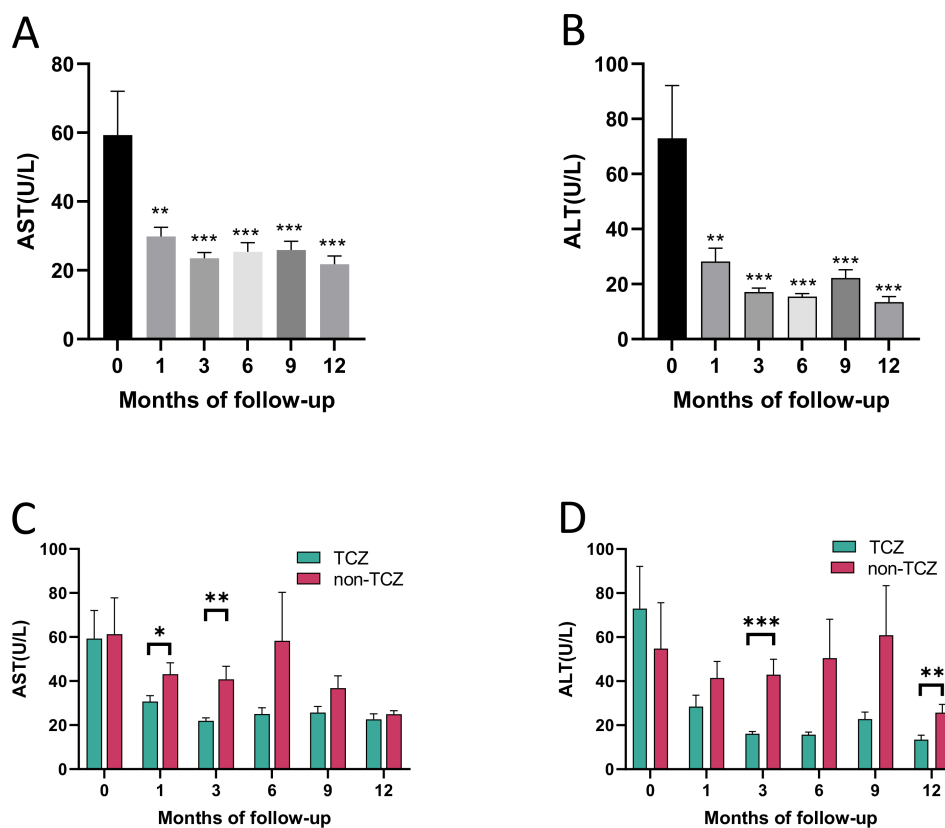 A
AST(U/L)
80
60
40
20
0
**
***
***
***
***
0 1 3 6 9 12
Months of follow-up
B
ALT(U/L)
100
80
60
40
20
0
**
***
***
***
***
0 1 3 6 9 12
Months of follow-up
C
AST(U/L)
100
80
60
40
20
0
TCZ
non-TCZ
*
**
0 1 3 6 9 12
Months of follow-up
D
ALT(U/L)
100
80
60
40
20
0
TCZ
non-TCZ
***
**
0 1 3 6 9 12
Months of follow-up